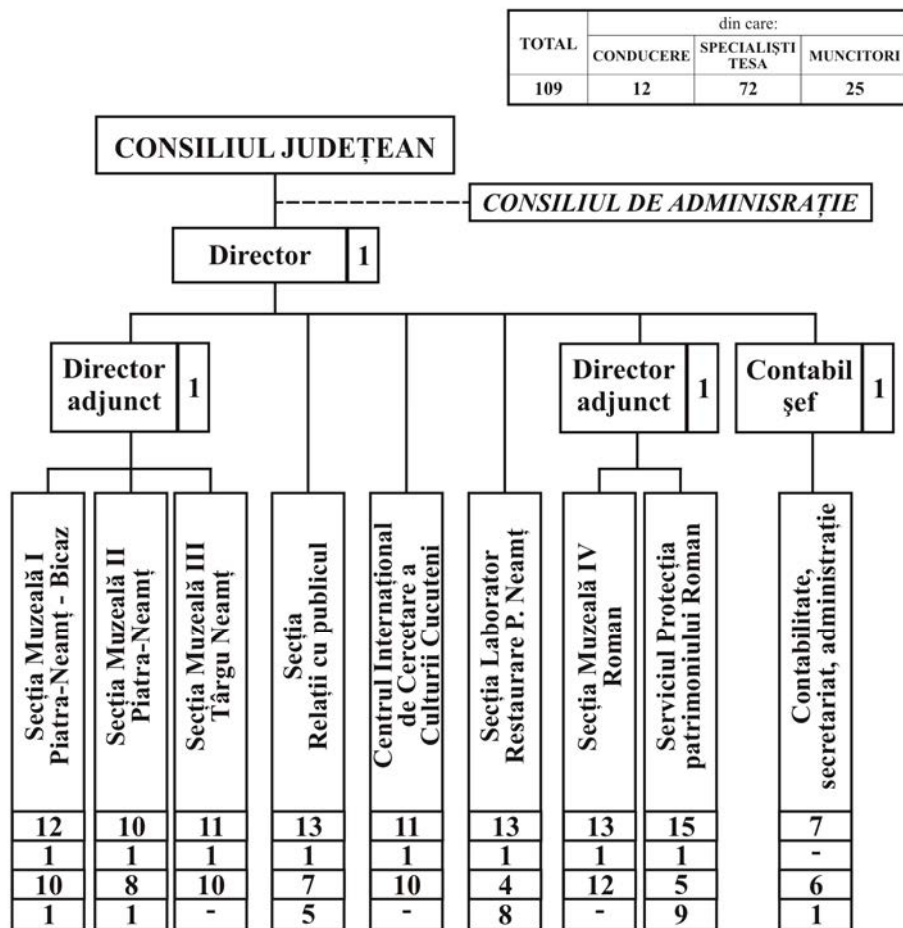 din care:
TOTAL
CONDUCERE
SPECIALIŞTI
TESA
MUNCITORI
109
12
72
25
CONSILIUL JUDEȚEAN
CONSILIUL DE ADMINISRAȚIE
Director
1
Director
adjunct
1
Director
adjunct
1
Contabil
şef
1
Secția Muzeală I
Piatra-Neamț - Bicaz
Secția Muzeală II
Piatra-Neamț
Secția Muzeală III
Târgu Neamț
Secția
Relații cu publicul
Centrul Internațional
de Cercetare a
Culturii Cucuteni
Secția Laborator
Restaurare P. Neamț
Secția Muzeală IV
Roman
Serviciul Protecția
patrimoniului Roman
Contabilitate,
secretariat, administrație
12 10 11 13 11 13 13 15 7
1 1 1 1 1 1 1 1 -
10 8 10 7 10 4 12 5 6
1 1 - 5 - 8 - 9 1